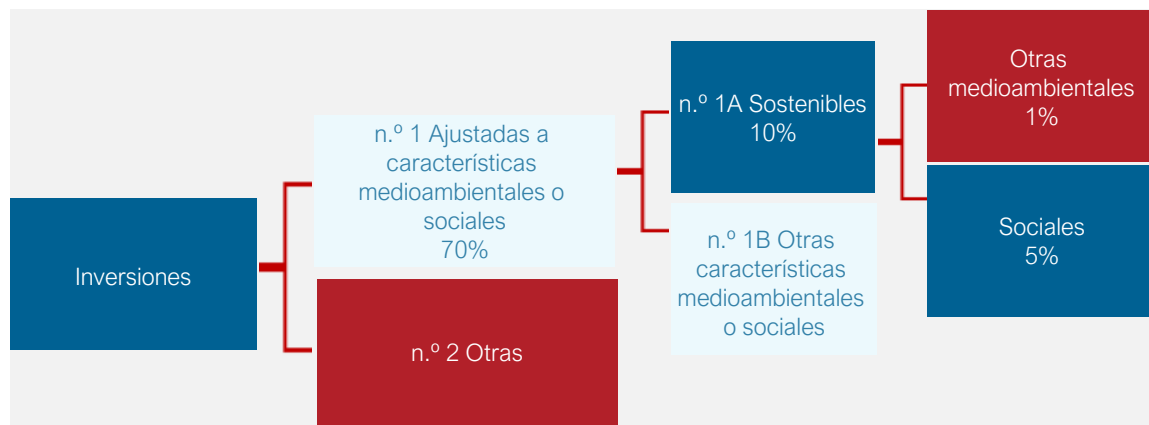 Inversiones
n.º 1 Ajustadas a
características
medioambientales o
sociales
70%
n.º 2 Otras
n.º 1A Sostenibles
10%
n.º 1B Otras
características
medioambientales
o sociales
Otras
medioambientales
1%
Sociales
5%